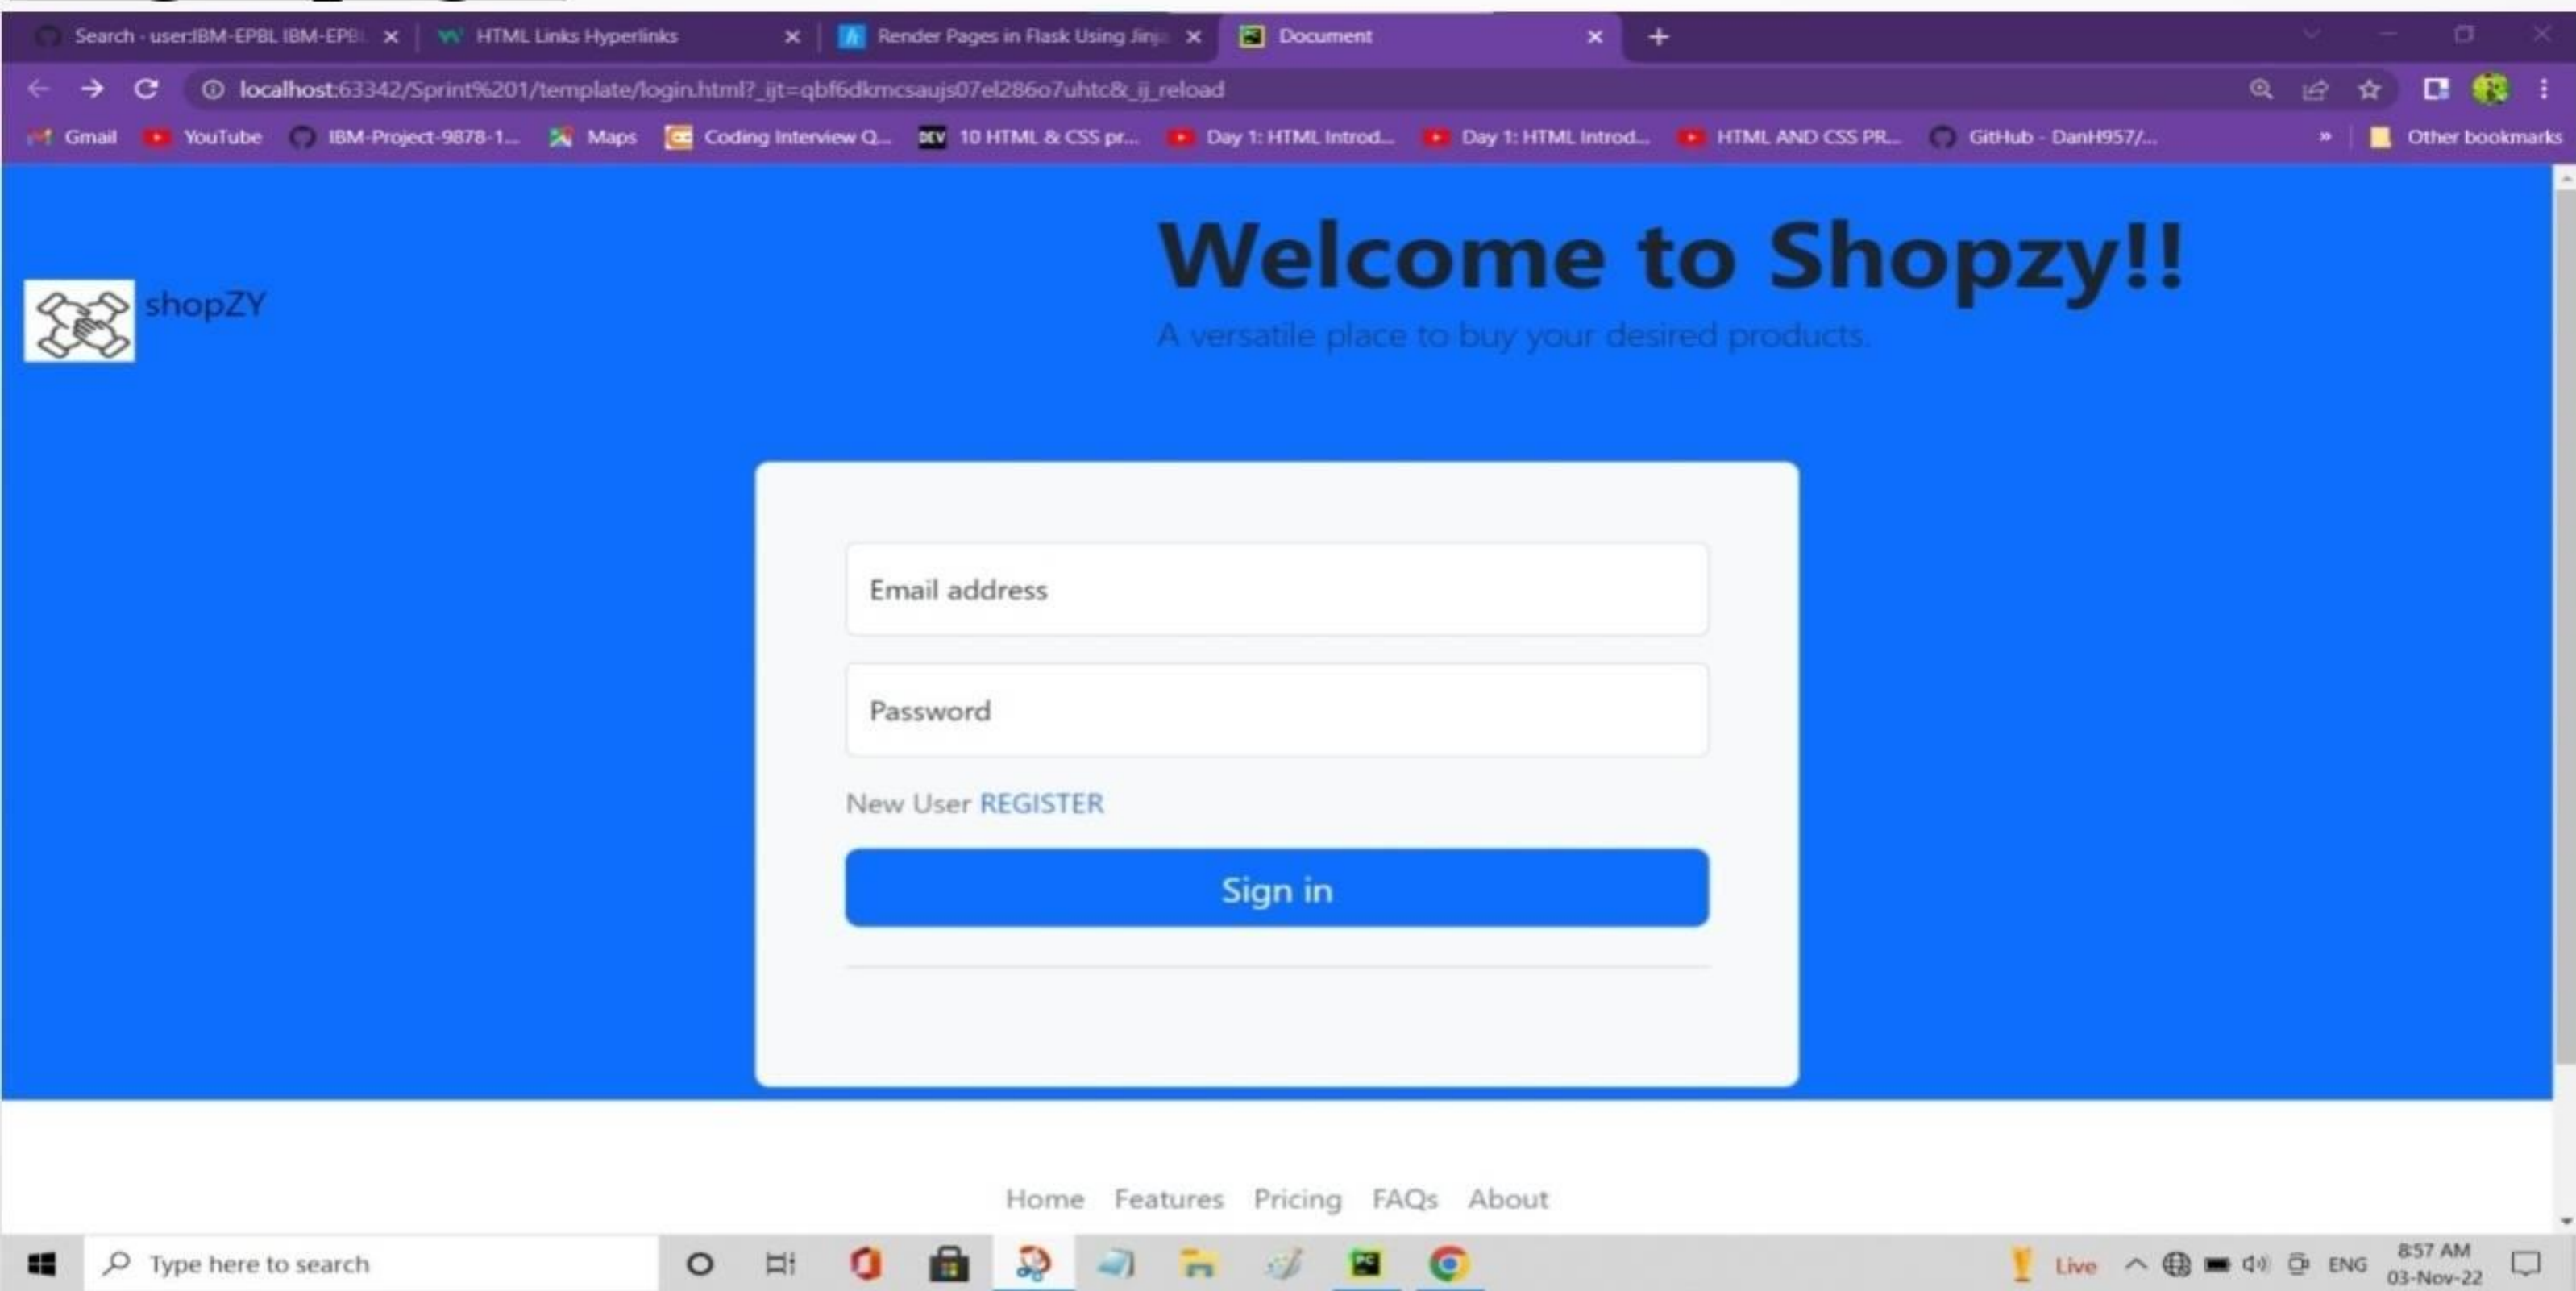 Search - user:IBM-EPBL IBM-EPBL
HTML Links Hyperlinks
Render Pages in Flask Using Jinja
Document
localhost:63342/Sprint%201/template/login.html?_ijt=qbf6dkmcsaujs07el286o7uhtc&_ij_reload
Gmail
YouTube
IBM-Project-9878-1...
Maps
Coding Interview Q...
DEV
10 HTML & CSS pr...
Day 1: HTML Introd...
Day 1: HTML Introd...
HTML AND CSS PR...
GitHub - DanH957/...
»
Other bookmarks
Welcome to Shopzy!!
shopZY
A versatile place to buy your desired products.
Email address
Password
New User REGISTER
Sign in
Home Features Pricing FAQs About
Type here to search
Live
ENG
8:57 AM
03-Nov-22